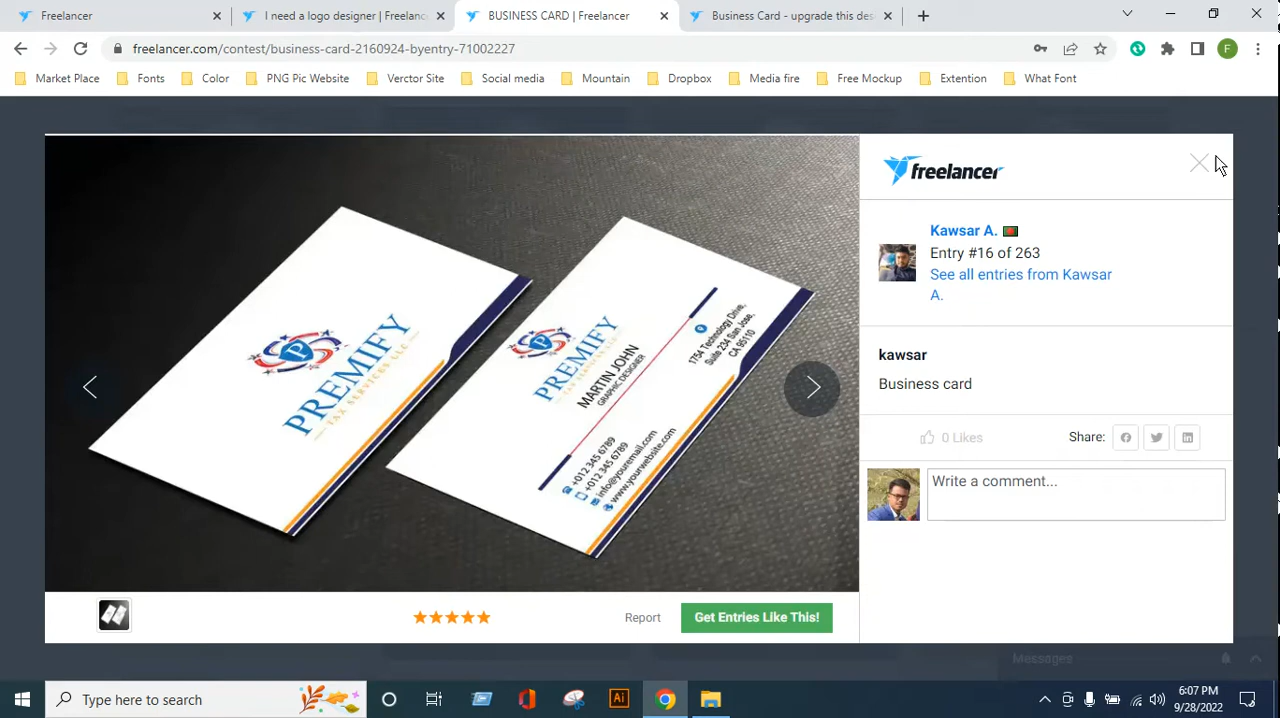 Freelancer
I need a logo designer | Freelanc
BUSINESS CARD | Freelancer
Business Card - upgrade this des
freelancer.com/contest/business-card-2160924-byentry-71002227
F
Market Place
Fonts
Color
PNG Pic Website
Verctor Site
Social media
Mountain
Dropbox
Media fire
Free Mockup
Extention
What Font
P
PREMIFY
TAX SERVICES LLC
P
PREMIFY
TAX SERVICES LLC
MARTIN JOHN
GRAPHIC DESIGNER
1754 Technology Drive,
Suite 234 San Jose,
CA 95110
+012 345 6789
+012 345 6789
info@youremail.com
www.yourwebsite.com
freelancer
Kawsar A.
Entry #16 of 263
See all entries from Kawsar
A.
kawsar
Business card
0 Likes
Share:
Write a comment...
Report
Get Entries Like This!
Messages
Type here to search
Ai
6:07 PM
9/28/2022